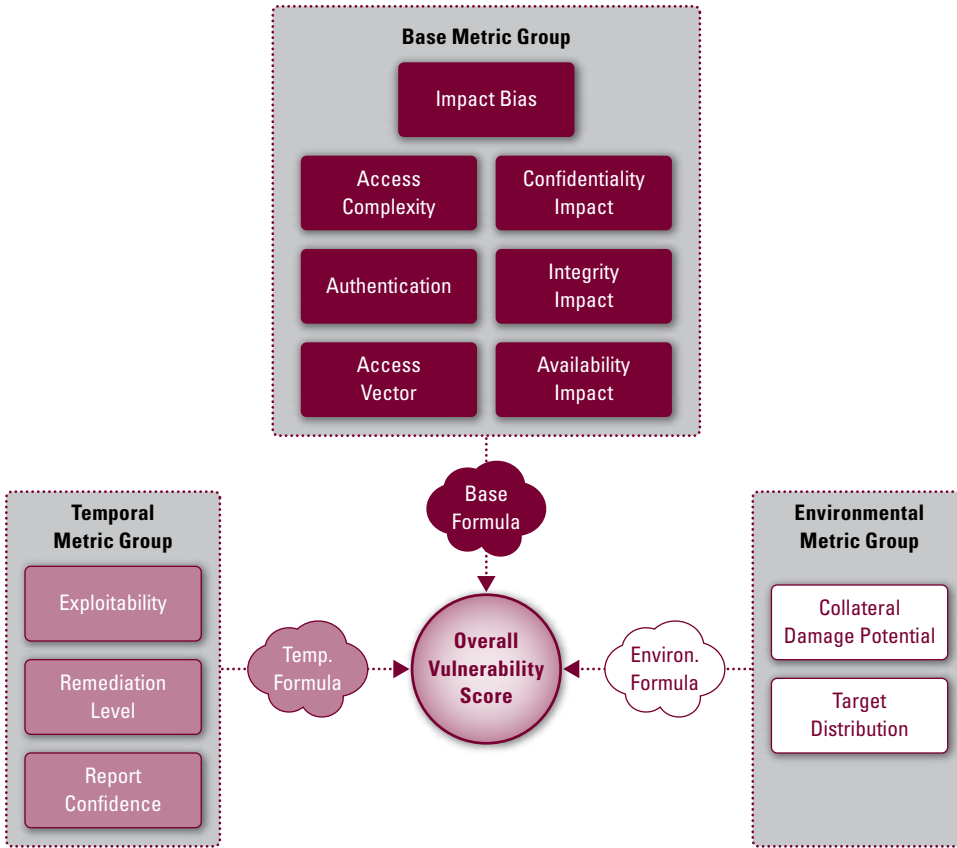 Base Metric Group
Impact Bias
Access
Complexity
Confidentiality
Impact
Authentication
Integrity
Impact
Access
Vector
Availability
Impact
Base
Formula
Temporal
Metric Group
Exploitability
Remediation
Level
Report
Confidence
Temp.
Formula
Overall
Vulnerability
Score
Environ.
Formula
Environmental
Metric Group
Collateral
Damage Potential
Target
Distribution